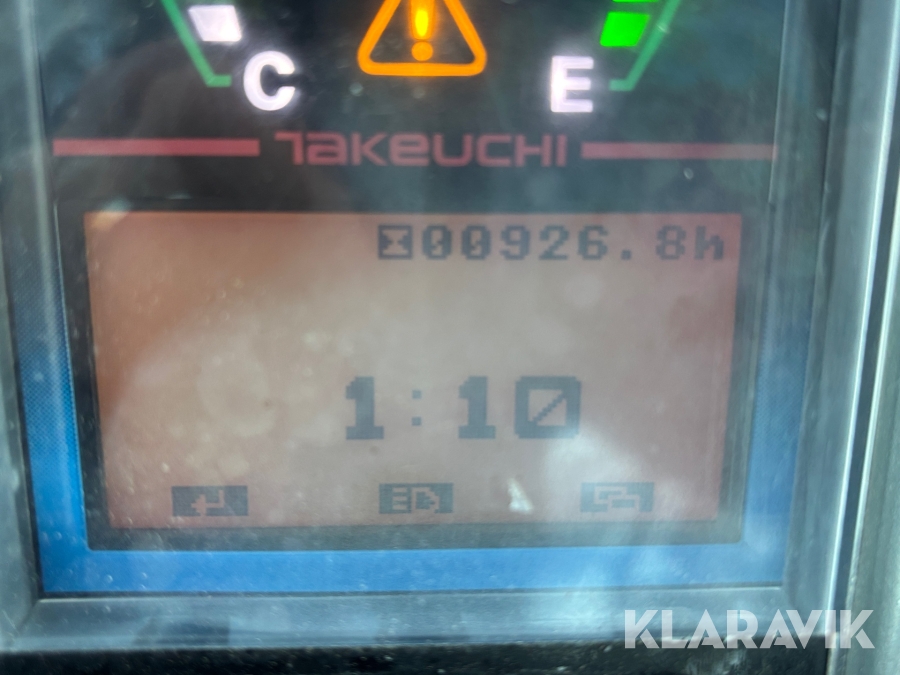 C E
TAKEUCHI
00926.8h
1:10
KLARAVIK